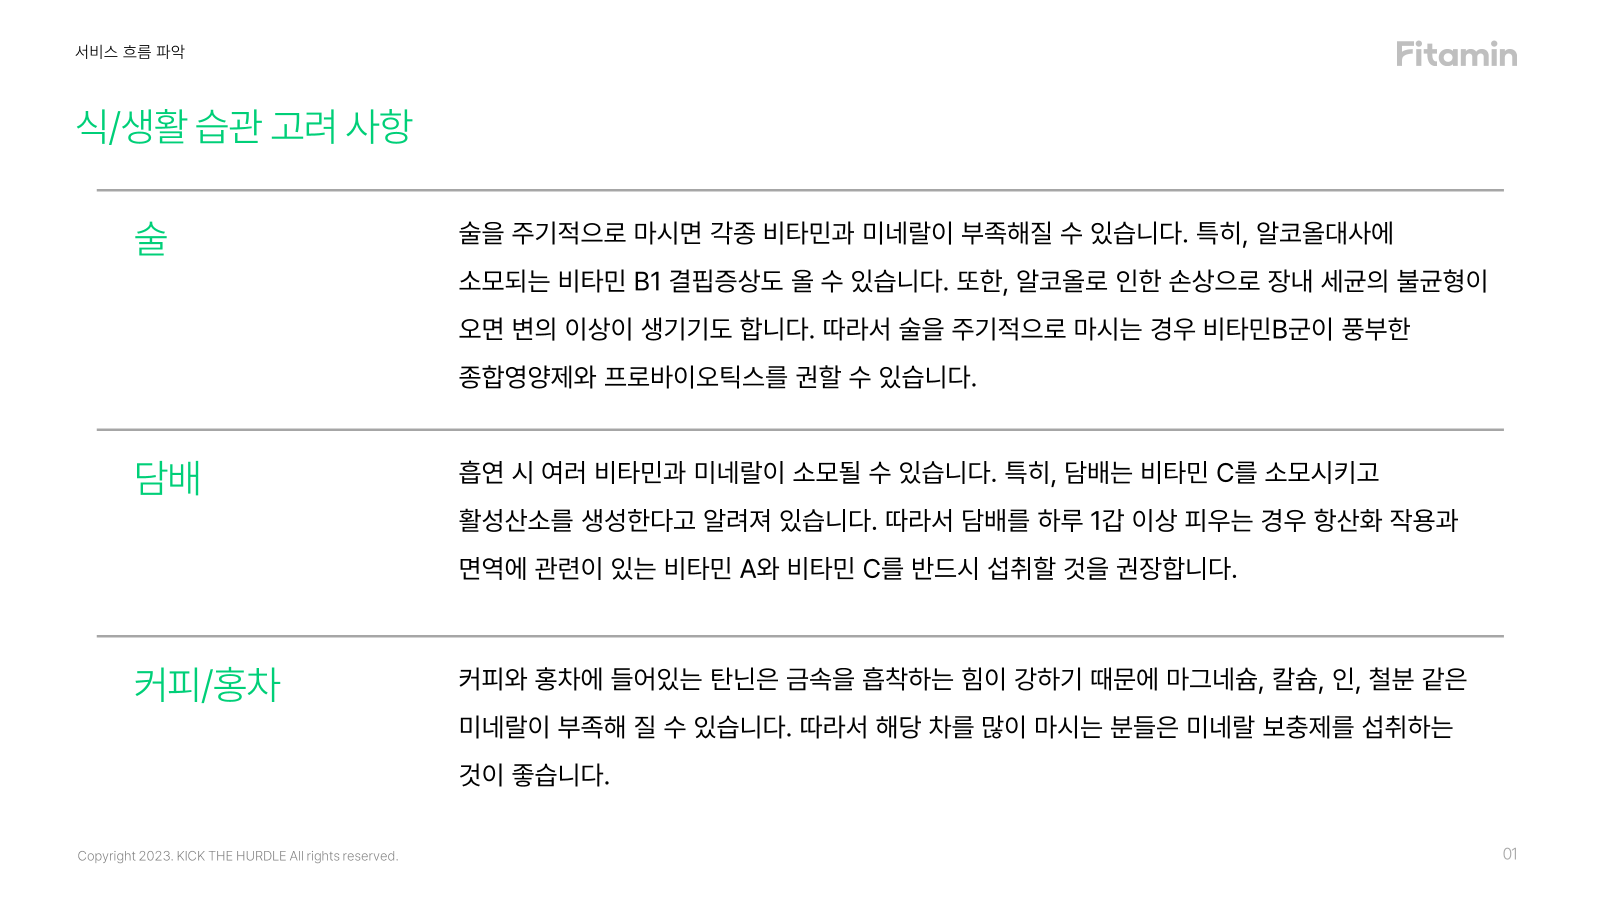 서비스 흐름 파악
Fitamin
식/생활 습관 고려 사항
술
술을 주기적으로 마시면 각종 비타민과 미네랄이 부족해질 수 있습니다. 특히, 알코올대사에
소모되는 비타민 B1 결핍증상도 올 수 있습니다. 또한, 알코올로 인한 손상으로 장내 세균의 불균형이
오면 변의 이상이 생기기도 합니다. 따라서 술을 주기적으로 마시는 경우 비타민B군이 풍부한
종합영양제와 프로바이오틱스를 권할 수 있습니다.
담배
흡연 시 여러 비타민과 미네랄이 소모될 수 있습니다. 특히, 담배는 비타민 C를 소모시키고
활성산소를 생성한다고 알려져 있습니다. 따라서 담배를 하루 1갑 이상 피우는 경우 항산화 작용과
면역에 관련이 있는 비타민 A와 비타민 C를 반드시 섭취할 것을 권장합니다.
커피/홍차
커피와 홍차에 들어있는 탄닌은 금속을 흡착하는 힘이 강하기 때문에 마그네슘, 칼슘, 인, 철분 같은
미네랄이 부족해 질 수 있습니다. 따라서 해당 차를 많이 마시는 분들은 미네랄 보충제를 섭취하는
것이 좋습니다.
Copyright 2023. KICK THE HURDLE All rights reserved.
01